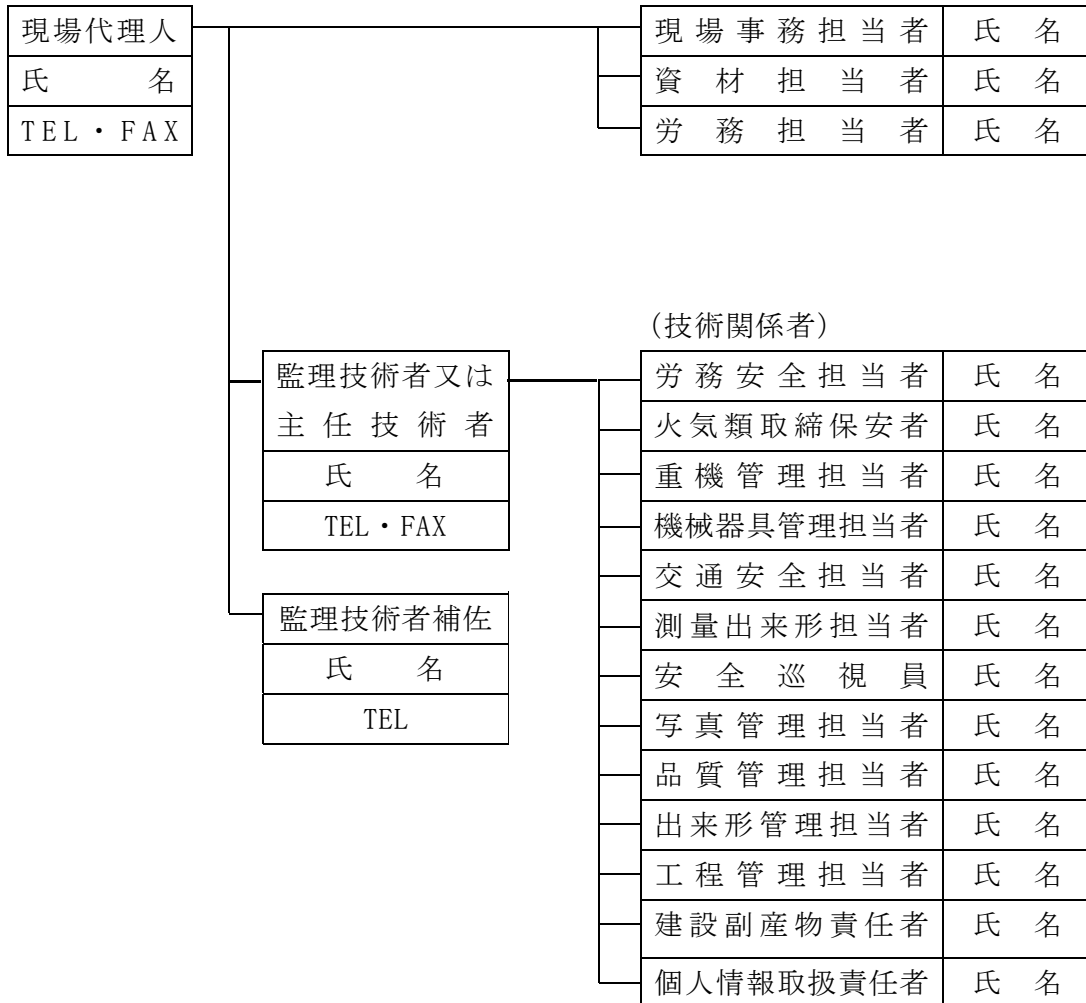 現場代理人
氏名
TEL・FAX
現場事務担当者 氏名
資材担当者 氏名
労務担当者 氏名
(技術関係者)
監理技術者又は
主任技術者
氏名
TEL・FAX
監理技術者補佐
氏名
TEL
労務安全担当者 氏名
火気類取締保安者 氏名
重機管理担当者 氏名
機械器具管理担当者 氏名
交通安全担当者 氏名
測量出来形担当者 氏名
安全巡視員 氏名
写真管理担当者 氏名
品質管理担当者 氏名
出来形管理担当者 氏名
工程管理担当者 氏名
建設副産物責任者 氏名
個人情報取扱責任者 氏名